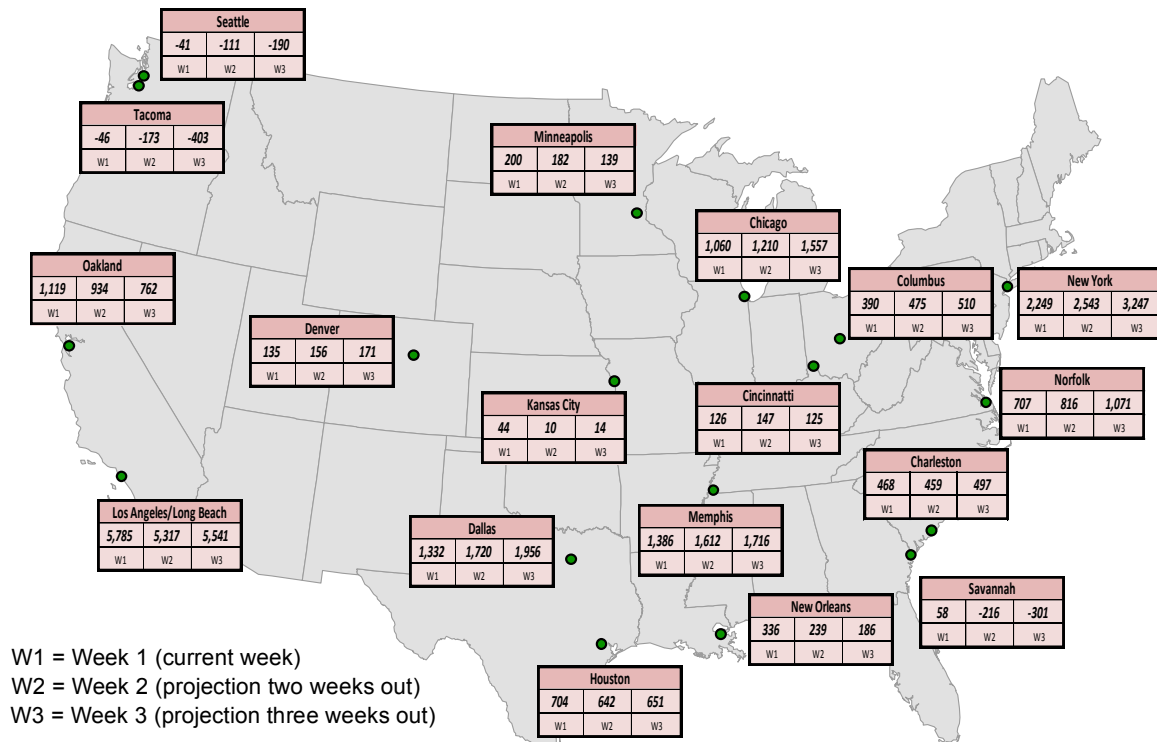 Seattle
-41 -111 -190
W1 W2 W3
Tacoma
-46 -173 -403
W1 W2 W3
Minneapolis
200 182 139
W1 W2 W3
Chicago
1,060 1,210 1,557
W1 W2 W3
Oakland
1,119 934 762
W1 W2 W3
Columbus
390 475 510
W1 W2 W3
New York
2,249 2,543 3,247
W1 W2 W3
Denver
135 156 171
W1 W2 W3
Norfolk
707 816 1,071
W1 W2 W3
Kansas City
44 10 14
W1 W2 W3
Cincinnatti
126 147 125
W1 W2 W3
Charleston
468 459 497
W1 W2 W3
Los Angeles/Long Beach
5,785 5,317 5,541
W1 W2 W3
Dallas
1,332 1,720 1,956
W1 W2 W3
Memphis
1,386 1,612 1,716
W1 W2 W3
Savannah
58 -216 -301
W1 W2 W3
New Orleans
336 239 186
W1 W2 W3
Houston
704 642 651
W1 W2 W3
W1 = Week 1 (current week)
W2 = Week 2 (projection two weeks out)
W3 = Week 3 (projection three weeks out)